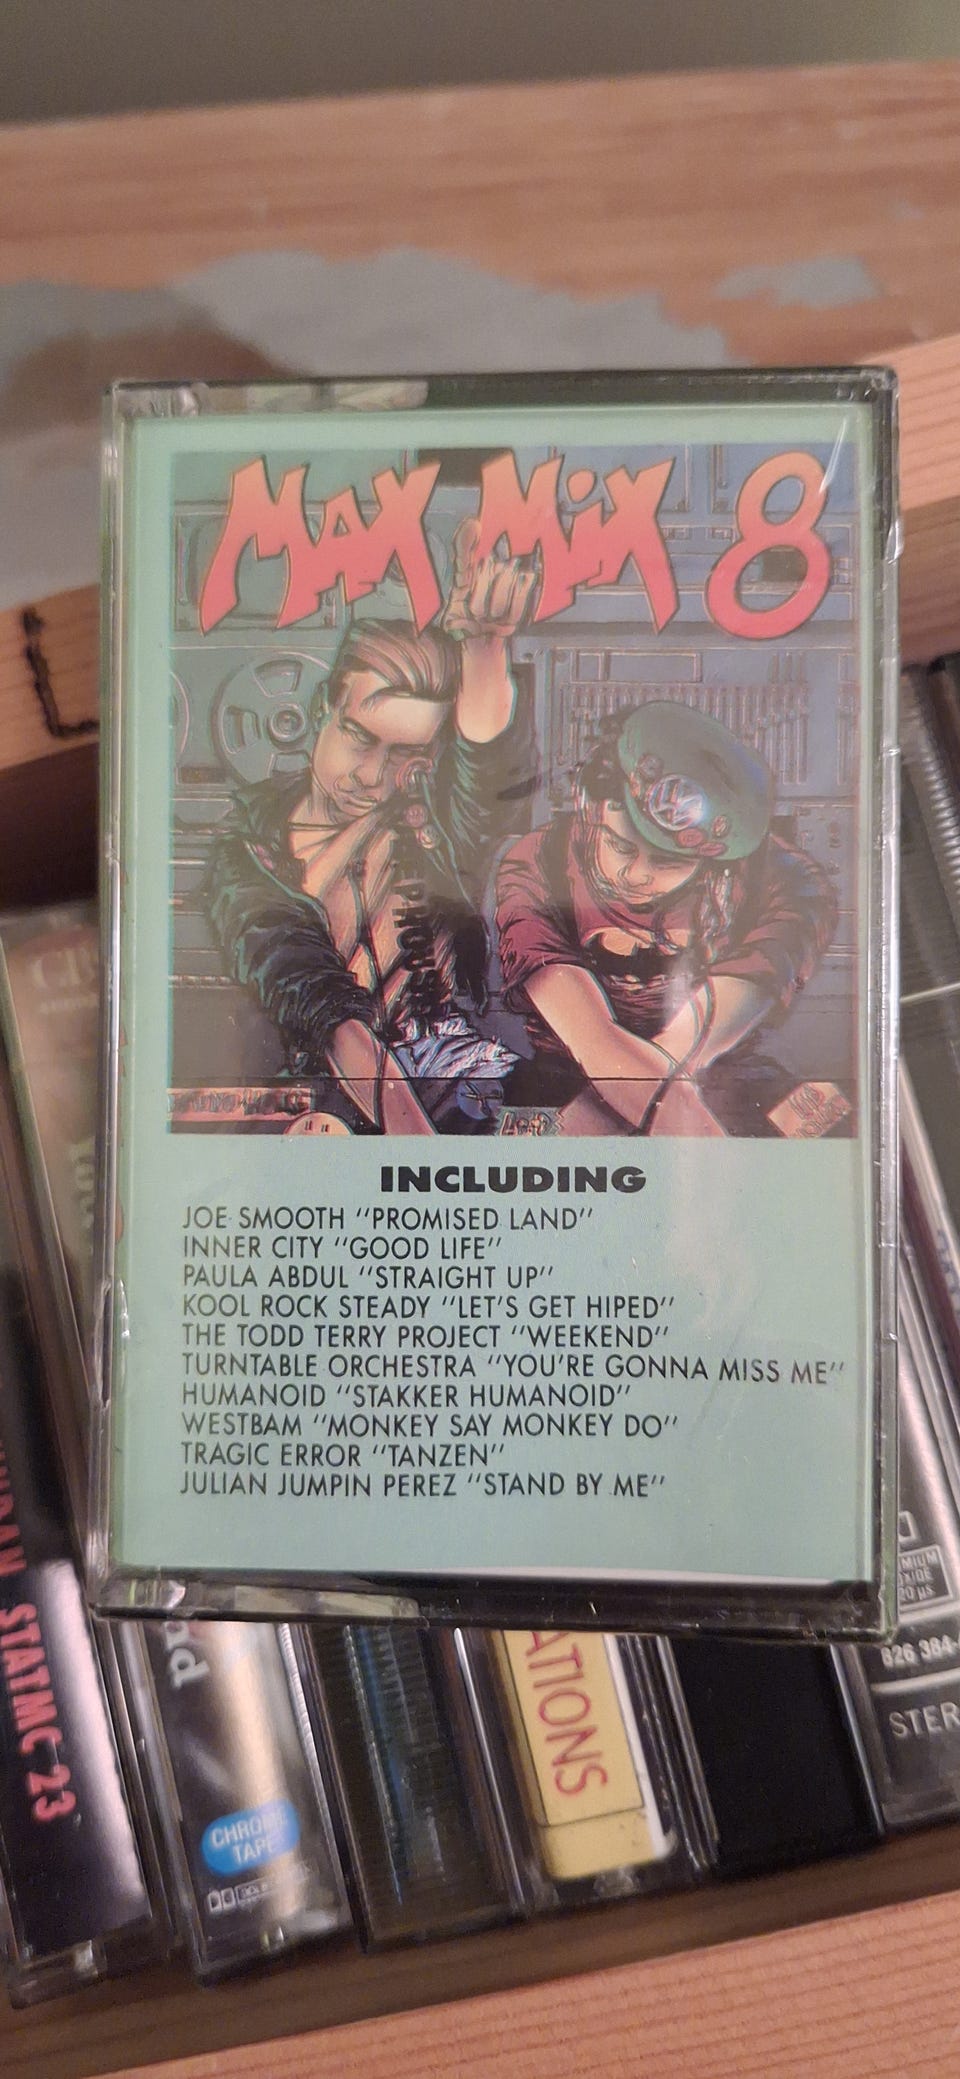 MAX MIX 8
INCLUDING
JOE SMOOTH "PROMISED LAND"
INNER CITY "GOOD LIFE"
PAULA ABDUL "STRAIGHT UP"
KOOL ROCK STEADY "LET'S GET HIPED"
THE TODD TERRY PROJECT "WEEKEND"
TURNTABLE ORCHESTRA "YOU'RE GONNA MISS ME"
HUMANOID "STAKKER HUMANOID"
WESTBAM "MONKEY SAY MONKEY DO"
TRAGIC ERROR "TANZEN"
JULIAN JUMPIN PEREZ "STAND BY ME"
STATMC 23
CHROME
TAPE
ATIONS
826 384-
STER